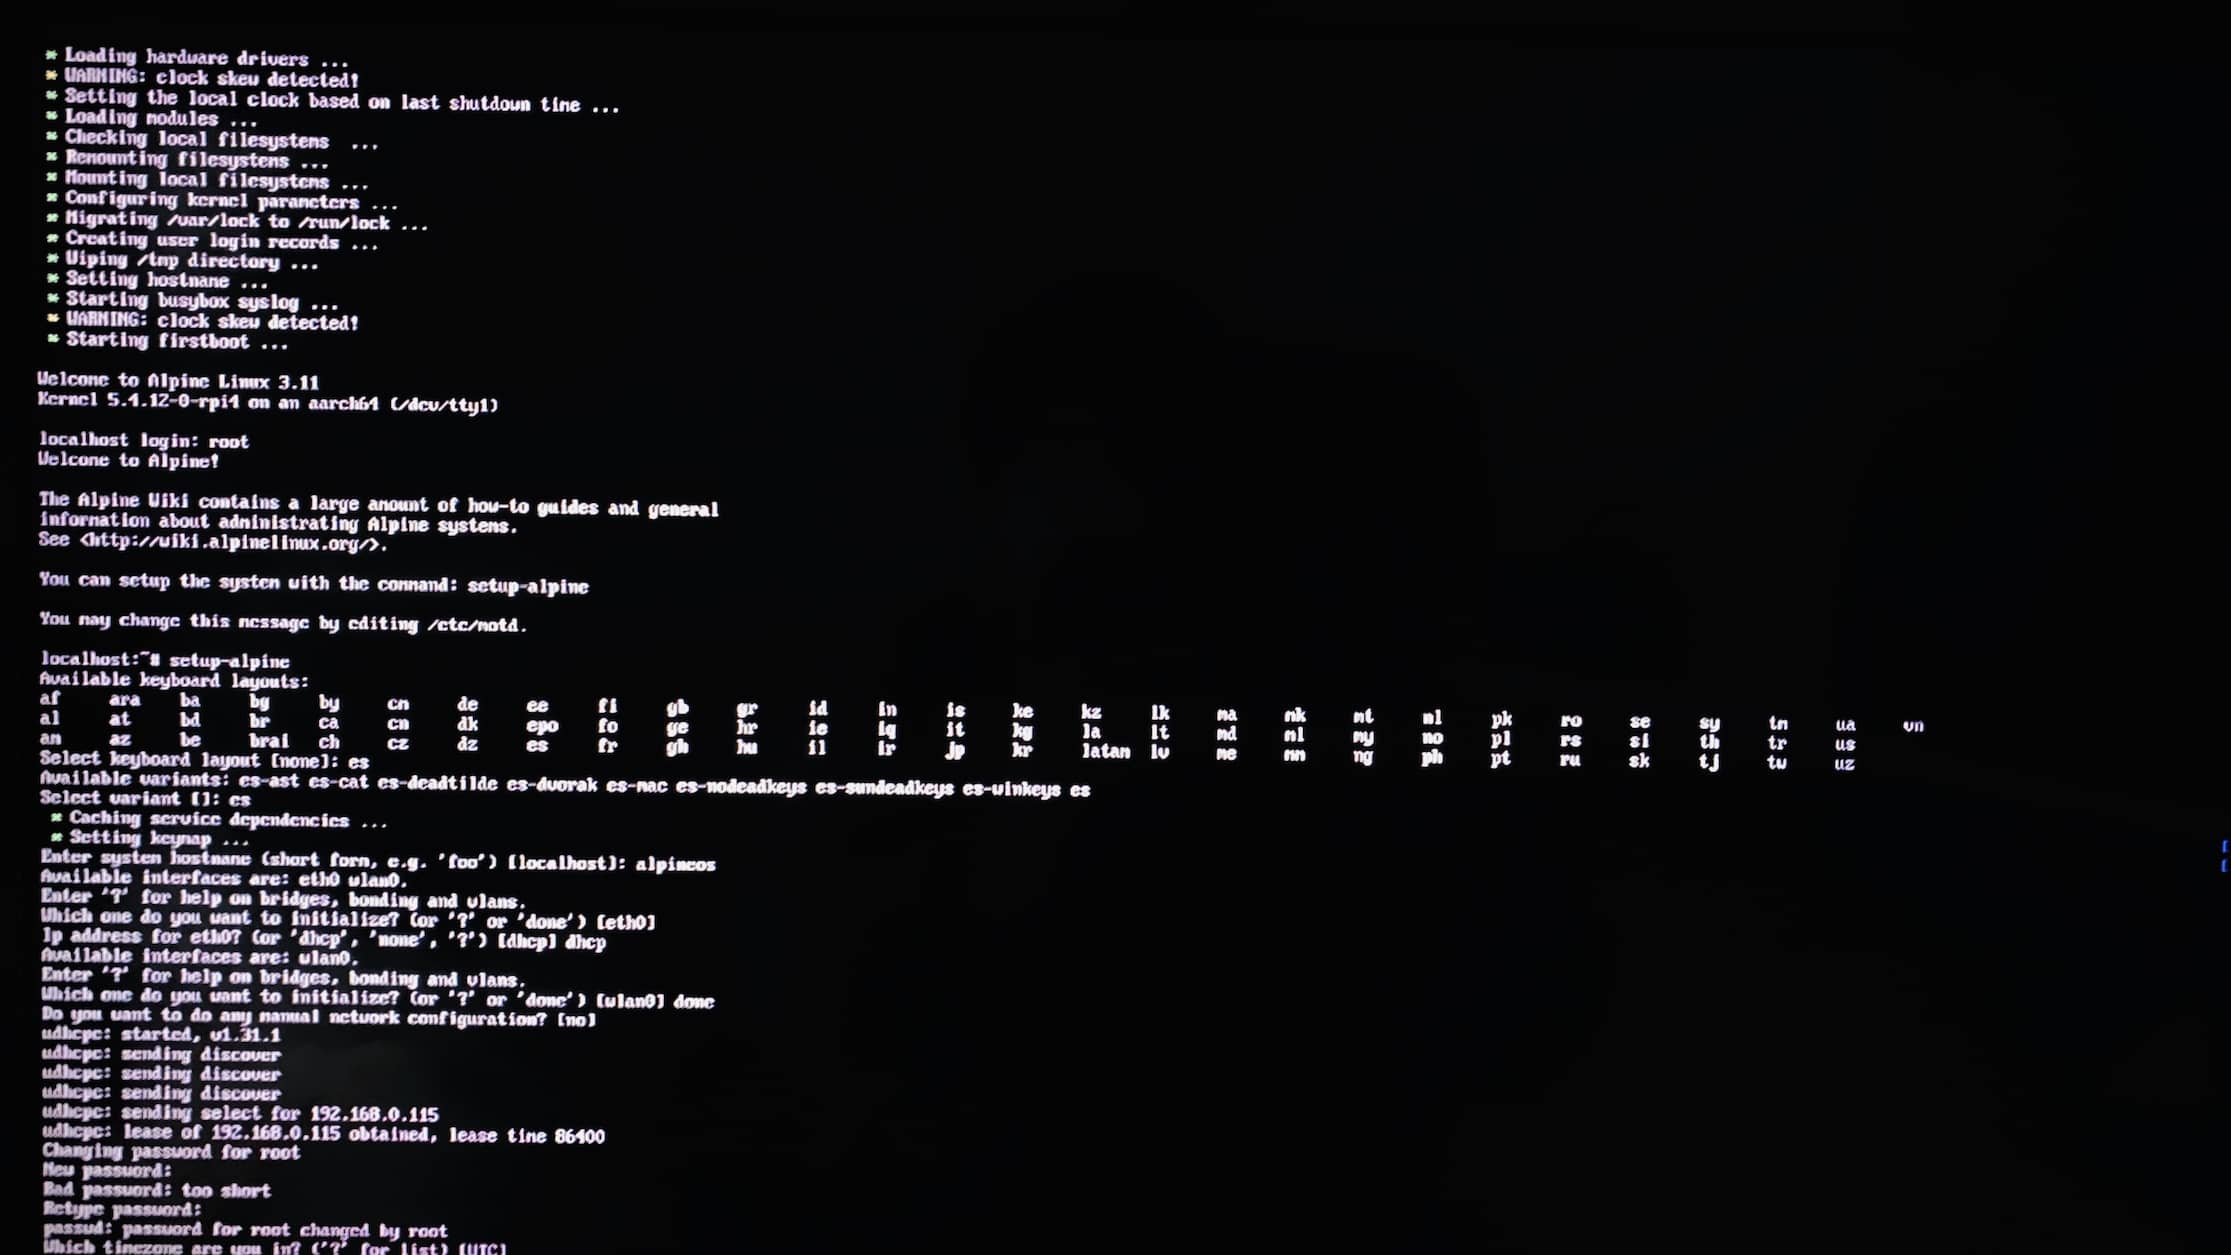 * Loading hardware drivers ...
* WARNING: clock skew detected!
* Setting the local clock based on last shutdown time ...
* Loading modules ...
* Checking local filesystems  ...
* Remounting filesystems ...
* Mounting local filesystems ...
* Configuring kernel parameters ...
* Migrating /var/lock to /run/lock ...
* Creating user login records ...
* Wiping /tmp directory ...
* Setting hostname ...
* Starting busybox syslog ...
* WARNING: clock skew detected!
* Starting firstboot ...
Welcome to Alpine Linux 3.11
Kernel 5.4.12-0-rpi4 on an aarch64 (/dev/tty1)
localhost login: root
Welcome to Alpine!
The Alpine Wiki contains a large amount of how-to guides and general
information about administrating Alpine systems.
See <http://wiki.alpinelinux.org/>.
You can setup the system with the command: setup-alpine
You may change this message by editing /etc/motd.
localhost:~# setup-alpine
Available keyboard layouts:
af ara ba bg by cn de ee fi gb gr id in is ke kz lk ma mk mt nl pk ro se sy tm ua vn
al at bd br ca cn dk epo fo ge hr ie iq it kg la lt md ml my no pl rs si th tr us
am az be brai ch cz dz es fr gh hu il ir jp kr latam lv me mm ng ph pt ru sk tj tw uz
Select keyboard layout [none]: es
Available variants: es-ast es-cat es-deadtilde es-dvorak es-mac es-nodeadkeys es-sundeadkeys es-winkeys es
Select variant []: es
* Caching service dependencies ...
* Setting keymap ...
Enter system hostname (short form, e.g. 'foo') [localhost]: alpineos
Available interfaces are: eth0 wlan0.
Enter '?' for help on bridges, bonding and vlans.
Which one do you want to initialize? (or '?' or 'done') [eth0]
Ip address for eth0? (or 'dhcp', 'none', '?') [dhcp] dhcp
Available interfaces are: wlan0.
Enter '?' for help on bridges, bonding and vlans.
Which one do you want to initialize? (or '?' or 'done') [wlan0] done
Do you want to do any manual network configuration? [no]
udhcpc: started, v1.31.1
udhcpc: sending discover
udhcpc: sending discover
udhcpc: sending discover
udhcpc: sending select for 192.168.0.115
udhcpc: lease of 192.168.0.115 obtained, lease time 86400
Changing password for root
New password:
Bad password: too short
Retype password:
passwd: password for root changed by root
Which timezone are you in? ('?' for list) [UTC]